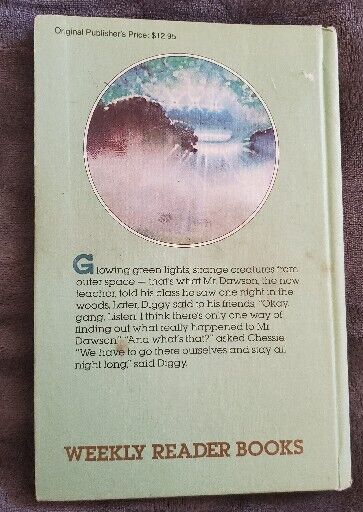 Original Publisher's Price: $12.95
Glowing green lights, strange creatures from
outer space — that's what Mr. Dawson, the new
teacher, told his class he saw one night in the
woods. Later, Diggy said to his friends, "Okay,
gang. Listen. I think there's only one way of
finding out what really happened to Mr.
Dawson." "And what's that?" asked Chessie.
"We have to go there ourselves and stay all
night long," said Diggy.
WEEKLY READER BOOKS